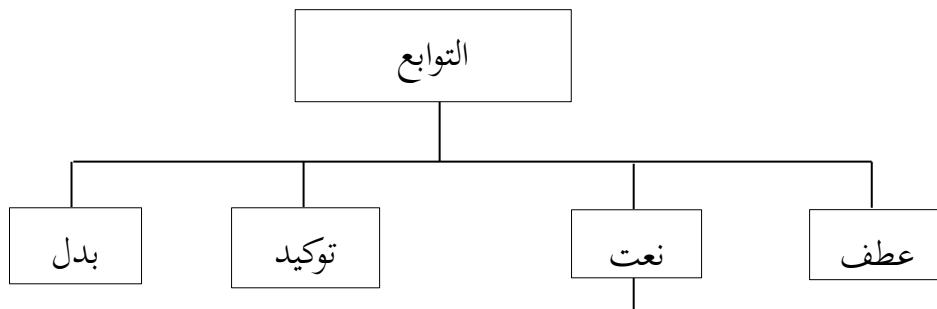 التوابع
عطف
نعت
توكيد
بدل